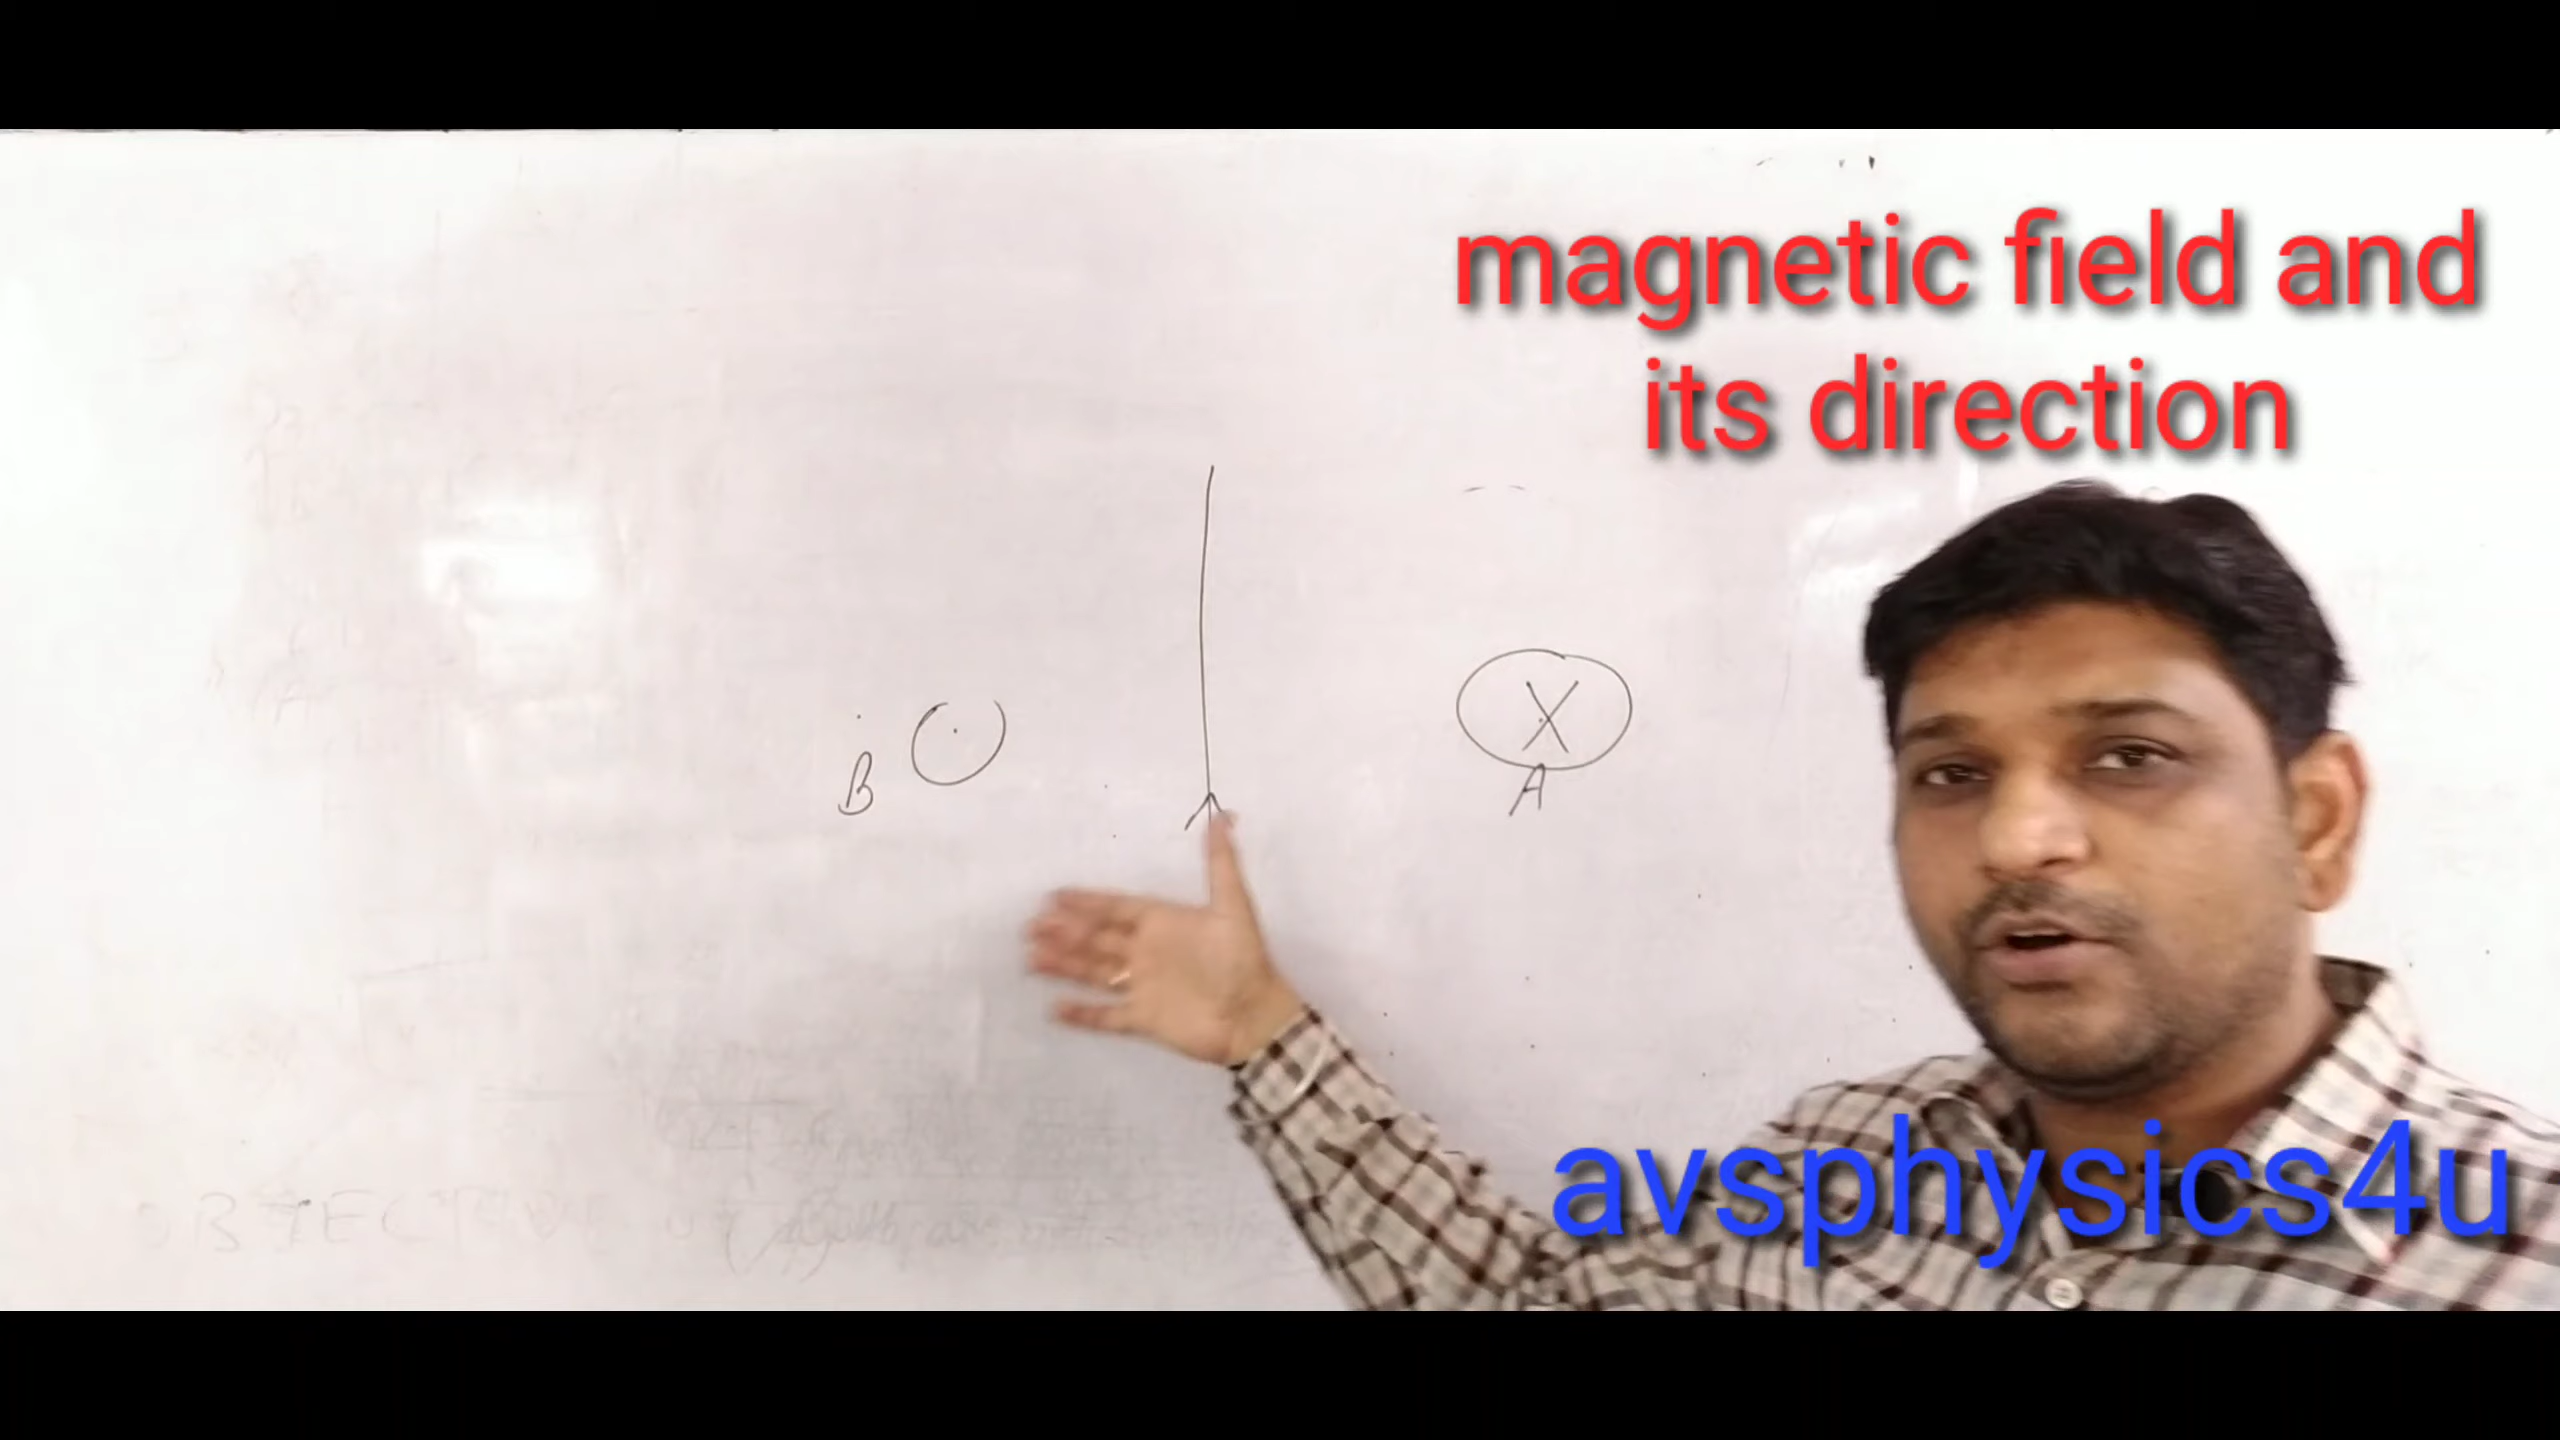 magnetic field and
its direction
B
A
avsphysics4u